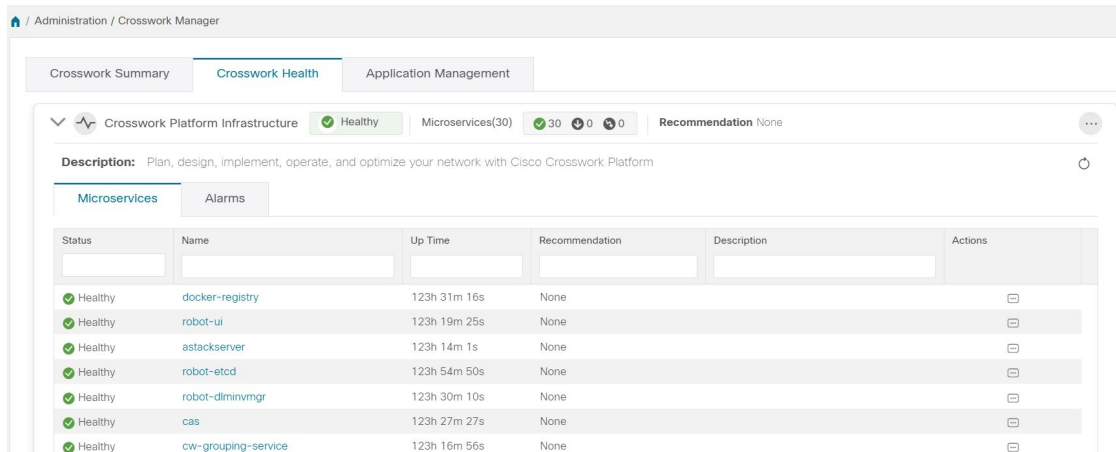 / Administration / Crosswork Manager
Crosswork Summary Crosswork Health Application Management
Crosswork Platform Infrastructure Healthy Microservices(30) 30 0 0 Recommendation None
Description: Plan, design, implement, operate, and optimize your network with Cisco Crosswork Platform
Microservices Alarms
Status Name Up Time Recommendation Description Actions
Healthy docker-registry 123h 31m 16s None
Healthy robot-ui 123h 19m 25s None
Healthy astackserver 123h 14m 1s None
Healthy robot-etcd 123h 54m 50s None
Healthy robot-dlminvmgr 123h 30m 10s None
Healthy cas 123h 27m 27s None
Healthy cw-grouping-service 123h 16m 56s None